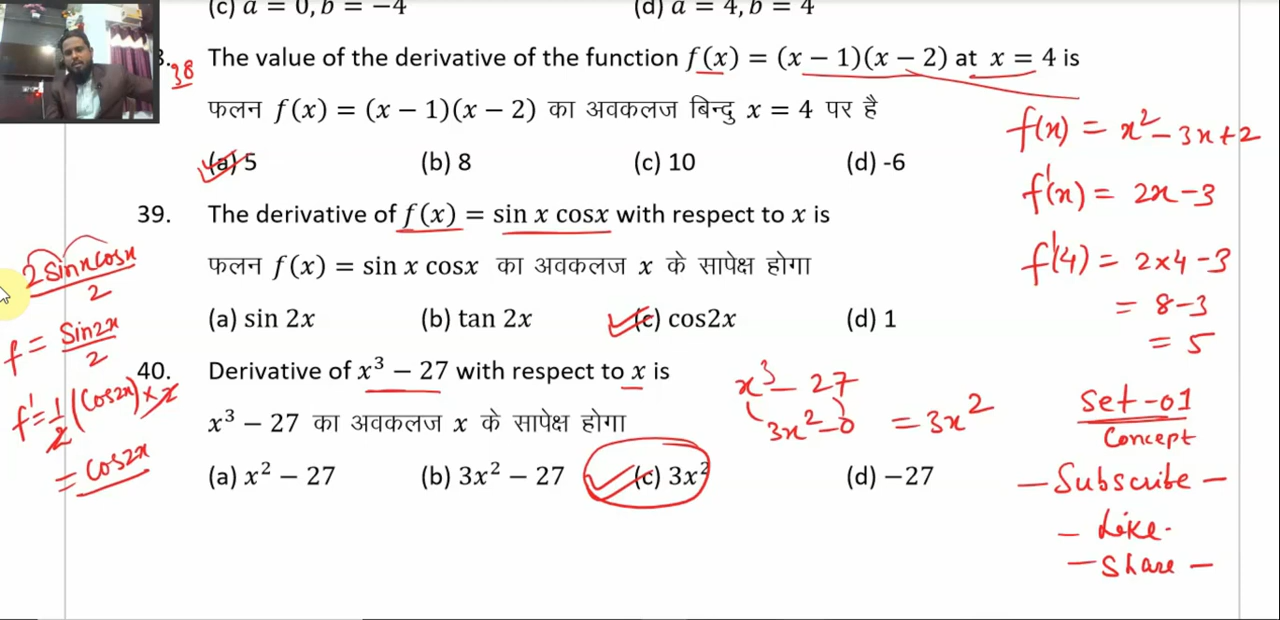 (c) a = 0, b = −4 (d) a = 4, b = 4
3. The value of the derivative of the function f(x) = (x − 1)(x − 2) at x = 4 is
38
फलन f(x) = (x − 1)(x − 2) का अवकलज बिन्दु x = 4 पर है
(a) 5 (b) 8 (c) 10 (d) -6
f(x) = x² − 3x + 2
f'(x) = 2x − 3
f'(4) = 2×4 − 3
= 8 − 3
= 5
39. The derivative of f(x) = sin x cosx with respect to x is
फलन f(x) = sin x cosx का अवकलज x के सापेक्ष होगा
(a) sin 2x (b) tan 2x (c) cos2x (d) 1
2 Sinx cosx
2
f = Sin2x
2
f' = 1/2 (cos2x) × 2
= cos2x
40. Derivative of x³ − 27 with respect to x is
x³ − 27 का अवकलज x के सापेक्ष होगा
(a) x² − 27 (b) 3x² − 27 (c) 3x² (d) −27
x³ − 27
3x² − 0 = 3x²
Set-01
Concept
— Subscribe —
— Like.
— Share —